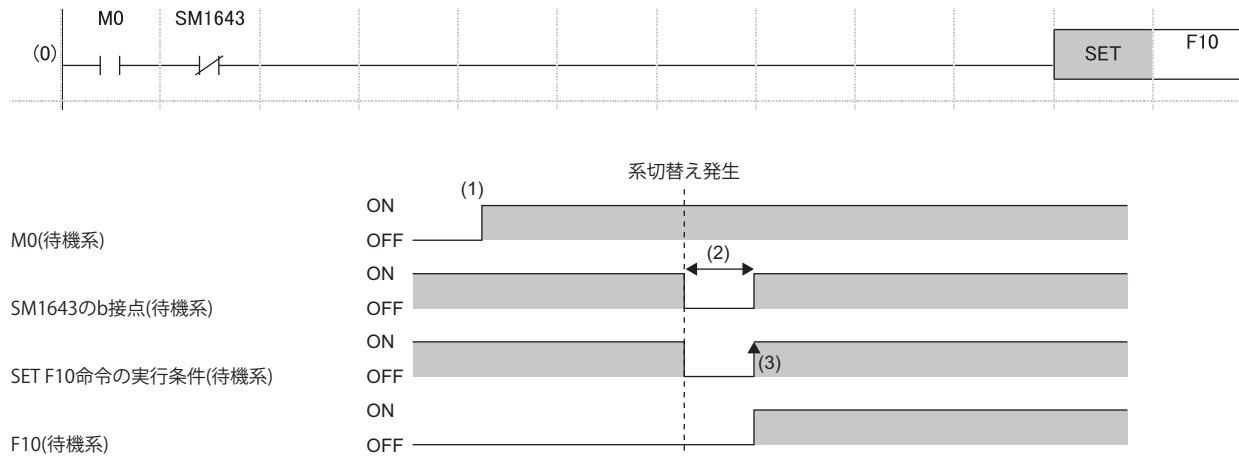 M0 SM1643
(0) SET F10
系切替え発生
(1)
ON
M0(待機系) OFF
(2)
ON
SM1643のb接点(待機系) OFF
ON
(3)
SET F10命令の実行条件(待機系) OFF
ON
F10(待機系) OFF